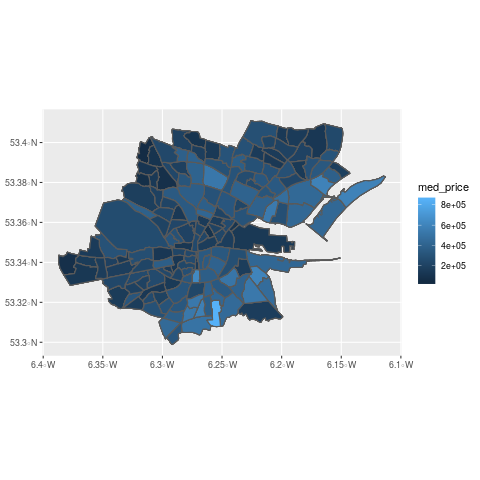 med_price
8e+05
6e+05
4e+05
2e+05
53.4◦N
53.38◦N
53.36◦N
53.34◦N
53.32◦N
53.3◦N
6.4◦W
6.35◦W
6.3◦W
6.25◦W
6.2◦W
6.15◦W
6.1◦W